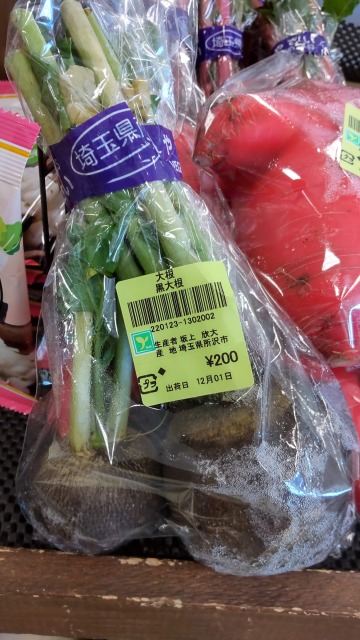 埼玉県
大根
黒大根
220123-1302002
生産者 坂上 欣大
産 地 埼玉県所沢市
¥200
出荷日 12月01日